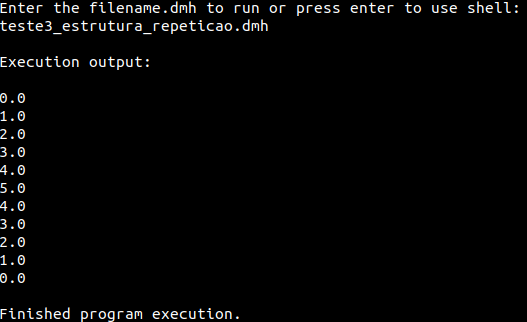 Enter the filename.dmh to run or press enter to use shell:
teste3_estrutura_repeticao.dmh
Execution output:
0.0
1.0
2.0
3.0
4.0
5.0
4.0
3.0
2.0
1.0
0.0
Finished program execution.